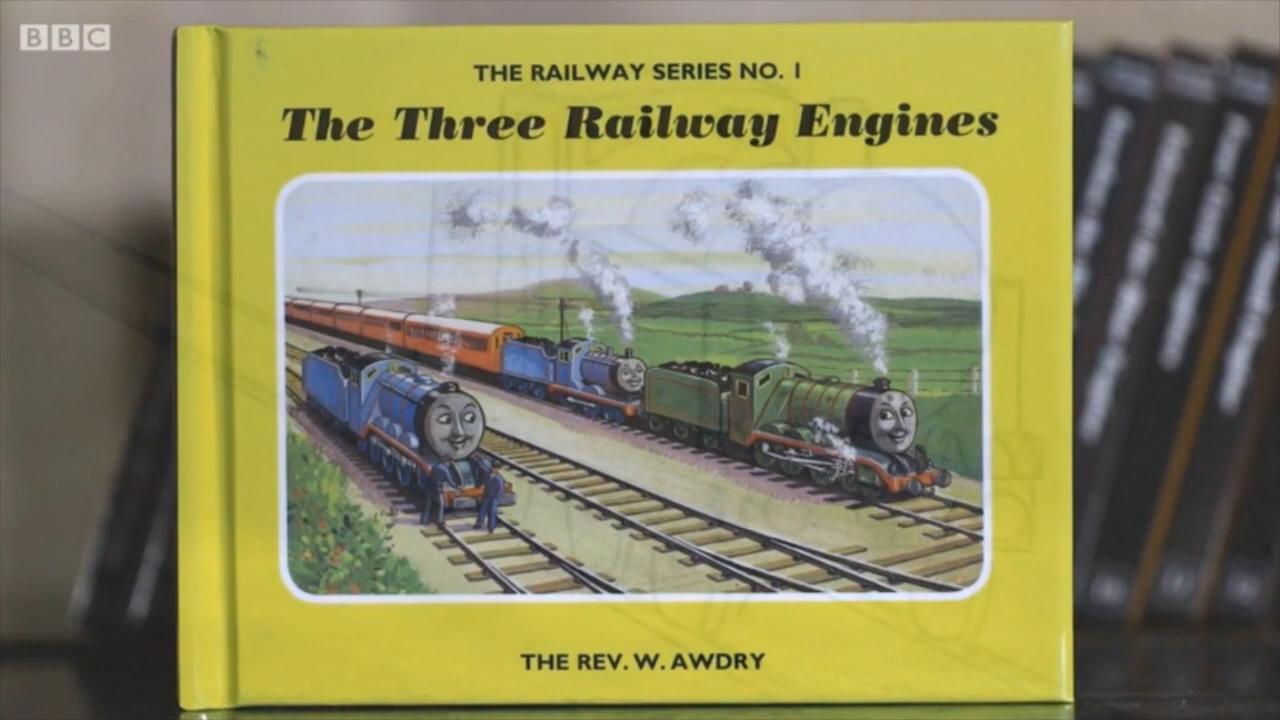 BBC
THE RAILWAY SERIES NO. 1
The Three Railway Engines
THE REV. W. AWDRY